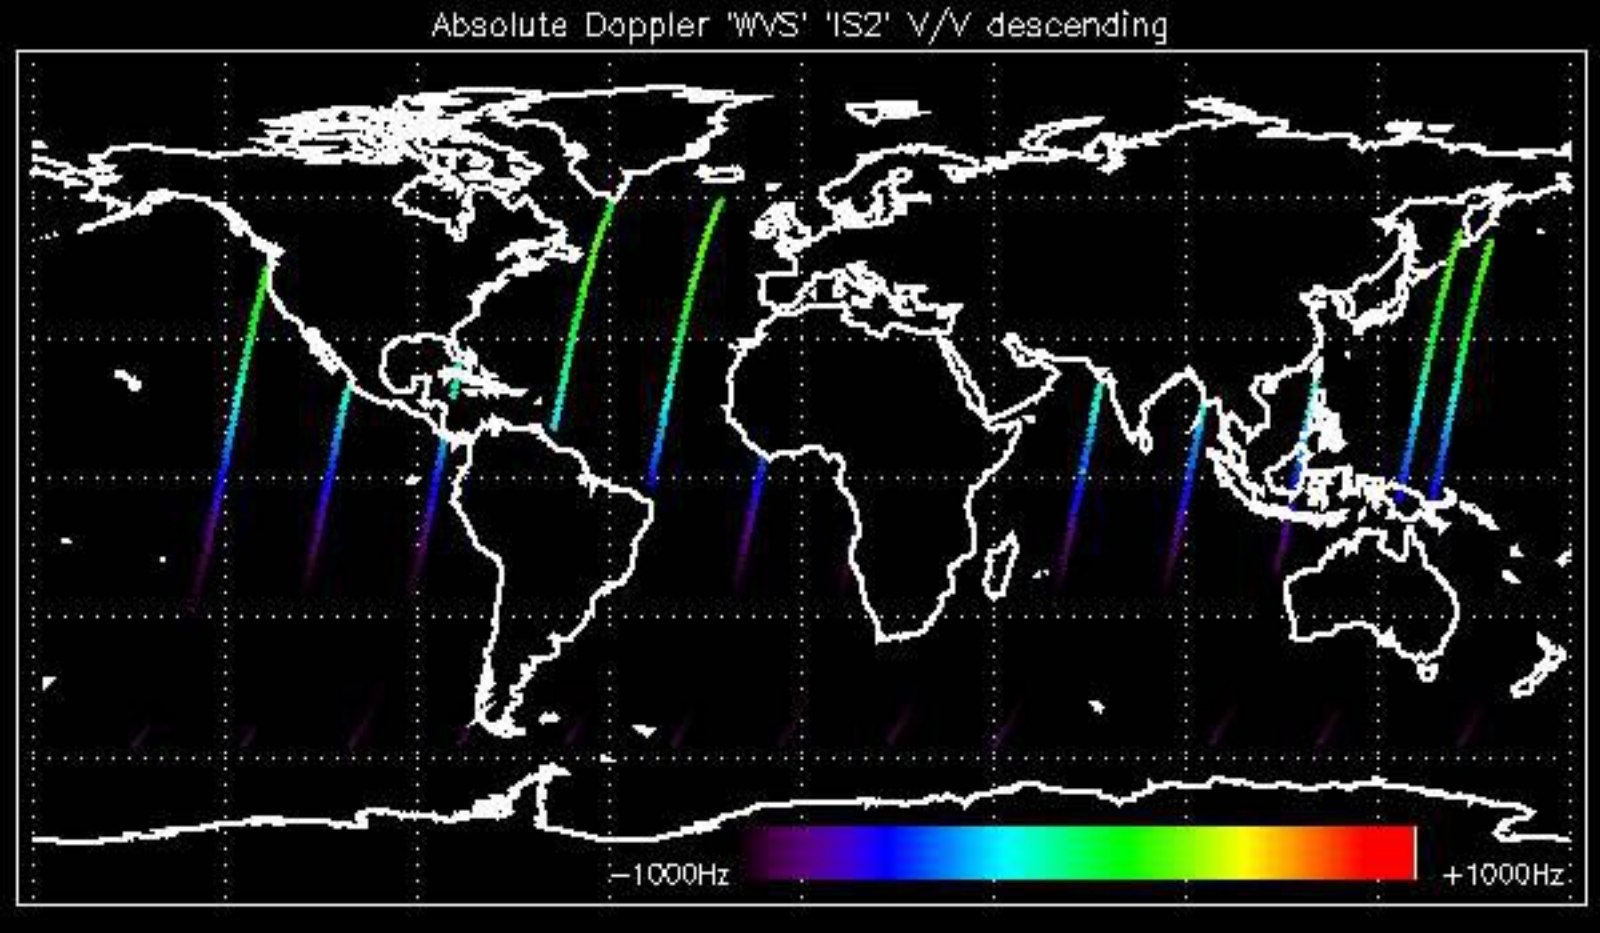 Absolute Doppler 'WVS' 'IS2' V/V descending
−1000Hz
+1000Hz